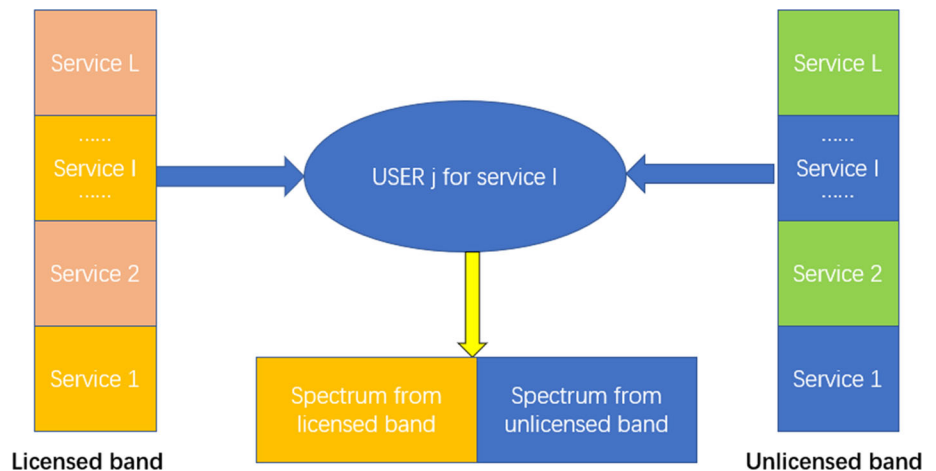 Service L
......
Service l
......
Service 2
Service 1
Licensed band
USER j for service l
Spectrum from
licensed band
Spectrum from
unlicensed band
Service L
......
Service l
......
Service 2
Service 1
Unlicensed band